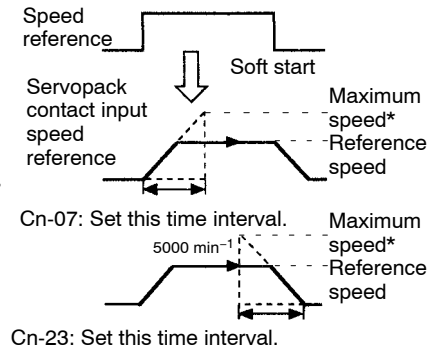 Speed
reference
Soft start
Servopack
contact input
speed
reference
Maximum
speed*
Reference
speed
Cn-07: Set this time interval.
5000 min⁻¹
Maximum
speed*
Reference
speed
Cn-23: Set this time interval.